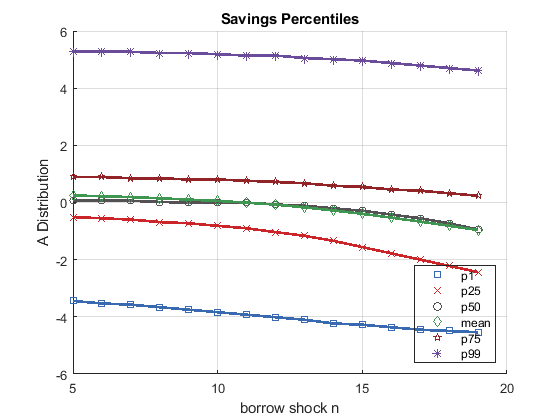 Savings Percentiles
6
4
2
0
-2
-4
-6
A Distribution
5
10
15
20
borrow shock n
p1
p25
p50
mean
p75
p99